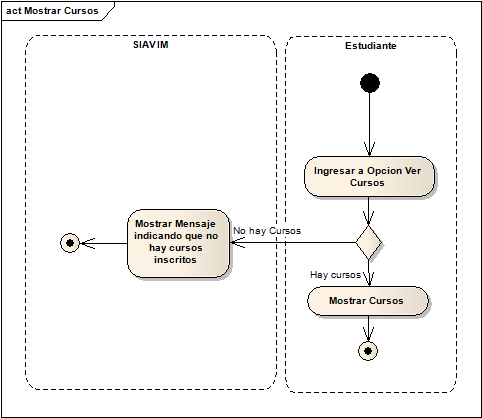 act Mostrar Cursos
SIAVIM
Estudiante
Ingresar a Opcion Ver
Cursos
No hay Cursos
Mostrar Mensaje
indicando que no
hay cursos
inscritos
Hay cursos
Mostrar Cursos